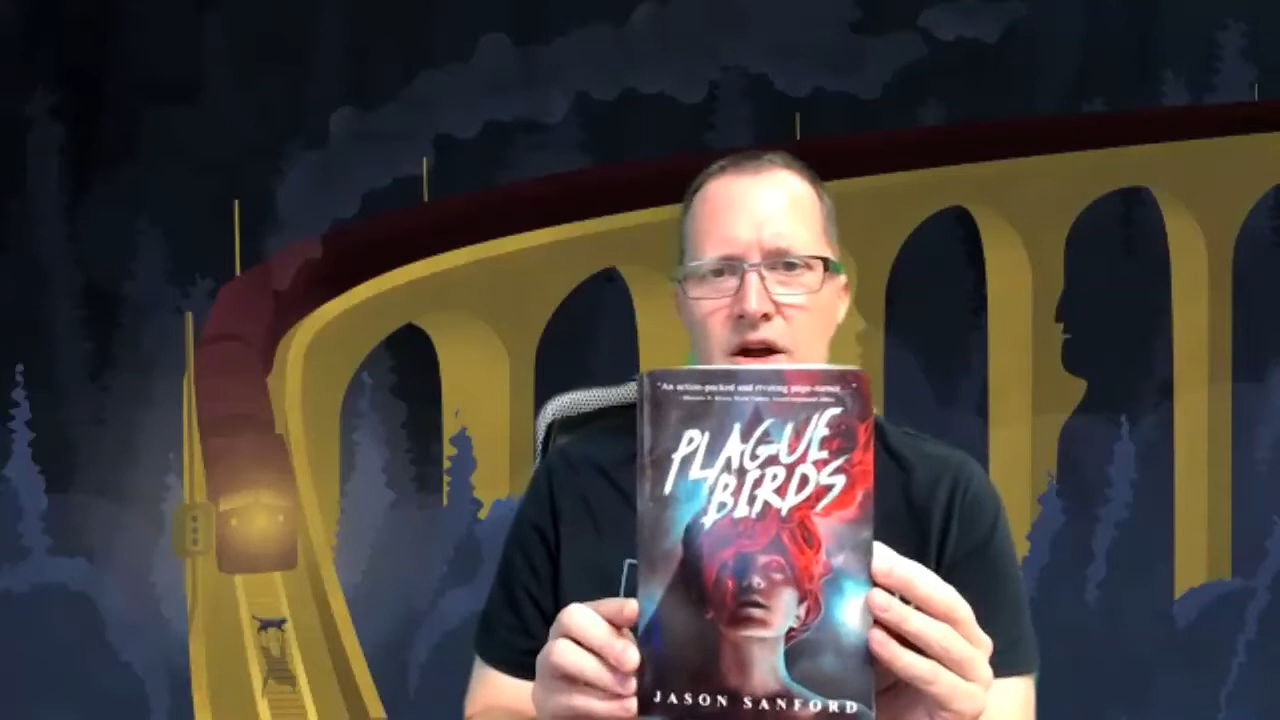 "An action-packed and riveting page-turner."
PLAGUE
BIRDS
JASON SANFORD